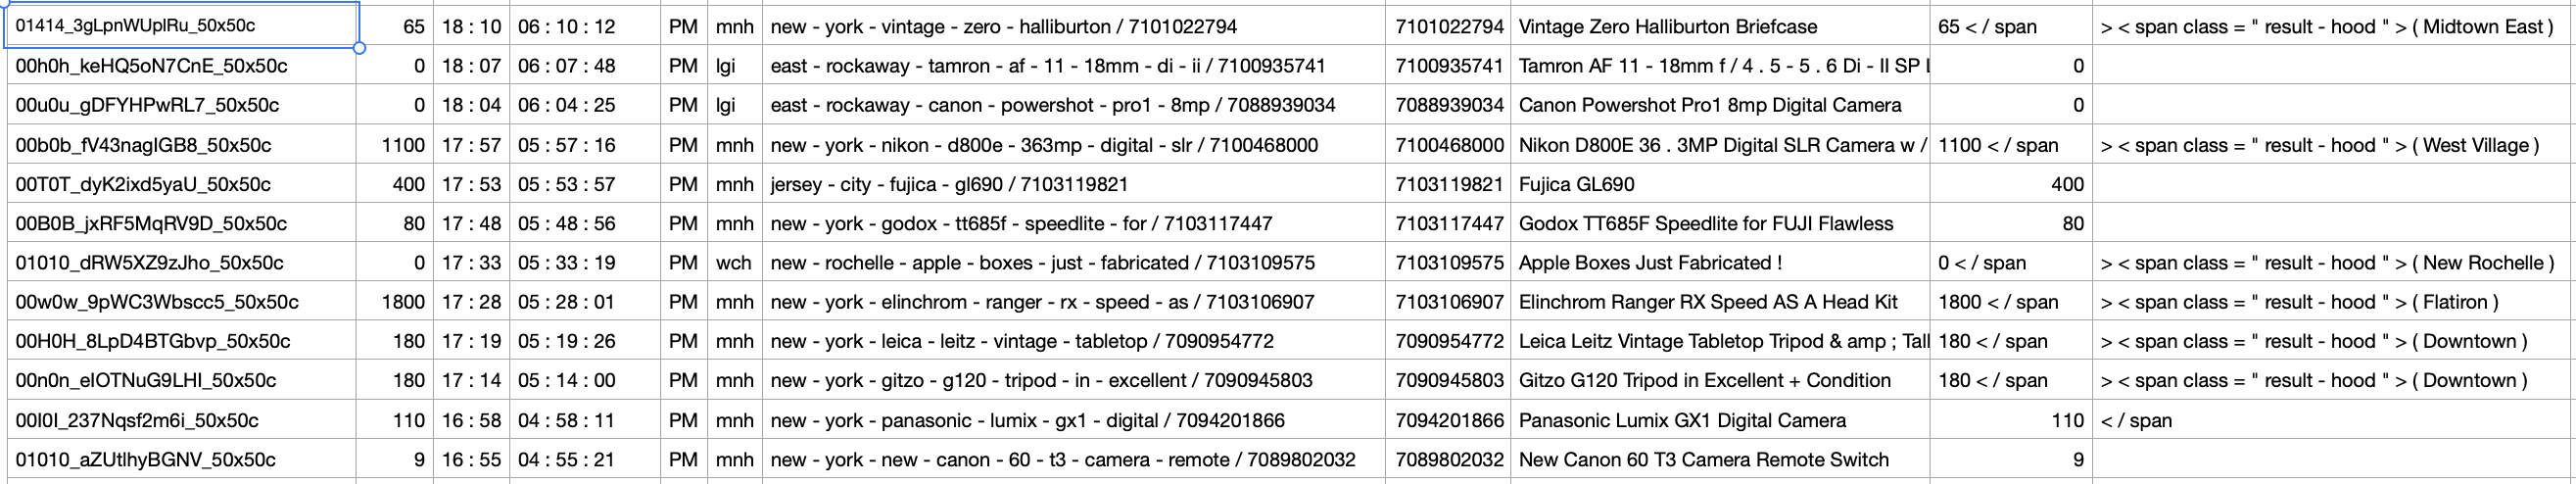 01414_3gLpnWUplRu_50x50c 65 18 : 10 06 : 10 : 12 PM mnh new - york - vintage - zero - halliburton / 7101022794 7101022794 Vintage Zero Halliburton Briefcase 65 < / span > < span class = " result - hood " > ( Midtown East )
00h0h_keHQ5oN7CnE_50x50c 0 18 : 07 06 : 07 : 48 PM lgi east - rockaway - tamron - af - 11 - 18mm - di - ii / 7100935741 7100935741 Tamron AF 11 - 18mm f / 4 . 5 - 5 . 6 Di - II SP 0
00u0u_gDFYHPwRL7_50x50c 0 18 : 04 06 : 04 : 25 PM lgi east - rockaway - canon - powershot - pro1 - 8mp / 7088939034 7088939034 Canon Powershot Pro1 8mp Digital Camera 0
00b0b_fV43naglGB8_50x50c 1100 17 : 57 05 : 57 : 16 PM mnh new - york - nikon - d800e - 363mp - digital - slr / 7100468000 7100468000 Nikon D800E 36 . 3MP Digital SLR Camera w / 1100 < / span > < span class = " result - hood " > ( West Village )
00T0T_dyK2ixd5yaU_50x50c 400 17 : 53 05 : 53 : 57 PM mnh jersey - city - fujica - gl690 / 7103119821 7103119821 Fujica GL690 400
00B0B_jxRF5MqRV9D_50x50c 80 17 : 48 05 : 48 : 56 PM mnh new - york - godox - tt685f - speedlite - for / 7103117447 7103117447 Godox TT685F Speedlite for FUJI Flawless 80
01010_dRW5XZ9zJho_50x50c 0 17 : 33 05 : 33 : 19 PM wch new - rochelle - apple - boxes - just - fabricated / 7103109575 7103109575 Apple Boxes Just Fabricated ! 0 < / span > < span class = " result - hood " > ( New Rochelle )
00w0w_9pWC3Wbscc5_50x50c 1800 17 : 28 05 : 28 : 01 PM mnh new - york - elinchrom - ranger - rx - speed - as / 7103106907 7103106907 Elinchrom Ranger RX Speed AS A Head Kit 1800 < / span > < span class = " result - hood " > ( Flatiron )
00H0H_8LpD4BTGbvp_50x50c 180 17 : 19 05 : 19 : 26 PM mnh new - york - leica - leitz - vintage - tabletop / 7090954772 7090954772 Leica Leitz Vintage Tabletop Tripod & amp ; Tall 180 < / span > < span class = " result - hood " > ( Downtown )
00n0n_eIOTNuG9LHl_50x50c 180 17 : 14 05 : 14 : 00 PM mnh new - york - gitzo - g120 - tripod - in - excellent / 7090945803 7090945803 Gitzo G120 Tripod in Excellent + Condition 180 < / span > < span class = " result - hood " > ( Downtown )
00I0I_237Nqsf2m6i_50x50c 110 16 : 58 04 : 58 : 11 PM mnh new - york - panasonic - lumix - gx1 - digital / 7094201866 7094201866 Panasonic Lumix GX1 Digital Camera 110 < / span
01010_aZUtlhyBGNV_50x50c 9 16 : 55 04 : 55 : 21 PM mnh new - york - new - canon - 60 - t3 - camera - remote / 7089802032 7089802032 New Canon 60 T3 Camera Remote Switch 9